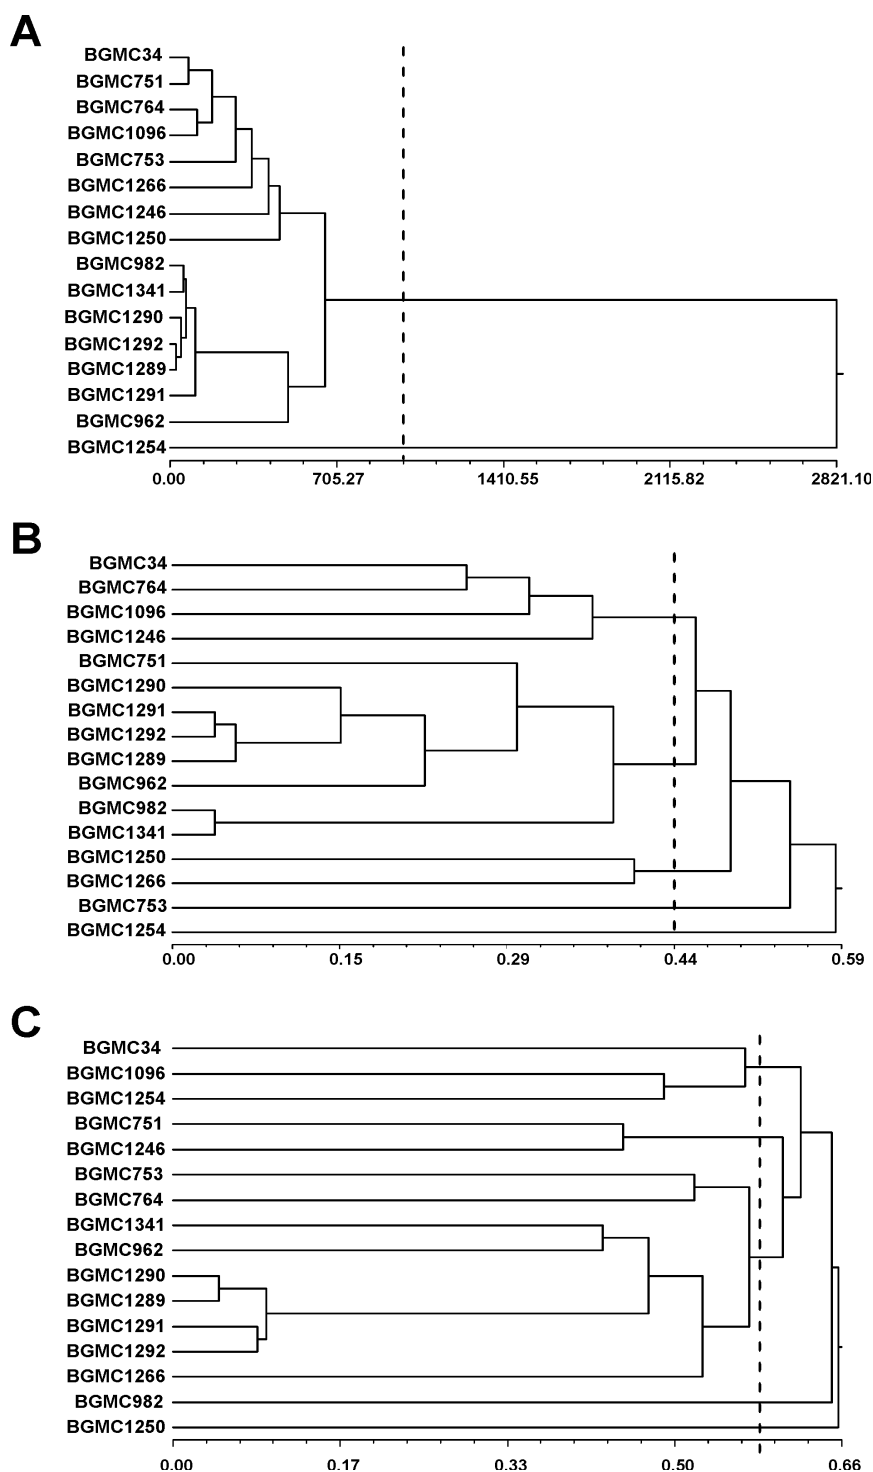 A
BGMC34
BGMC751
BGMC764
BGMC1096
BGMC753
BGMC1266
BGMC1246
BGMC1250
BGMC982
BGMC1341
BGMC1290
BGMC1292
BGMC1289
BGMC1291
BGMC962
BGMC1254
0.00 705.27 1410.55 2115.82 2821.10
B
BGMC34
BGMC764
BGMC1096
BGMC1246
BGMC751
BGMC1290
BGMC1291
BGMC1292
BGMC1289
BGMC962
BGMC982
BGMC1341
BGMC1250
BGMC1266
BGMC753
BGMC1254
0.00 0.15 0.29 0.44 0.59
C
BGMC34
BGMC1096
BGMC1254
BGMC751
BGMC1246
BGMC753
BGMC764
BGMC1341
BGMC962
BGMC1290
BGMC1289
BGMC1291
BGMC1292
BGMC1266
BGMC982
BGMC1250
0.00 0.17 0.33 0.50 0.66